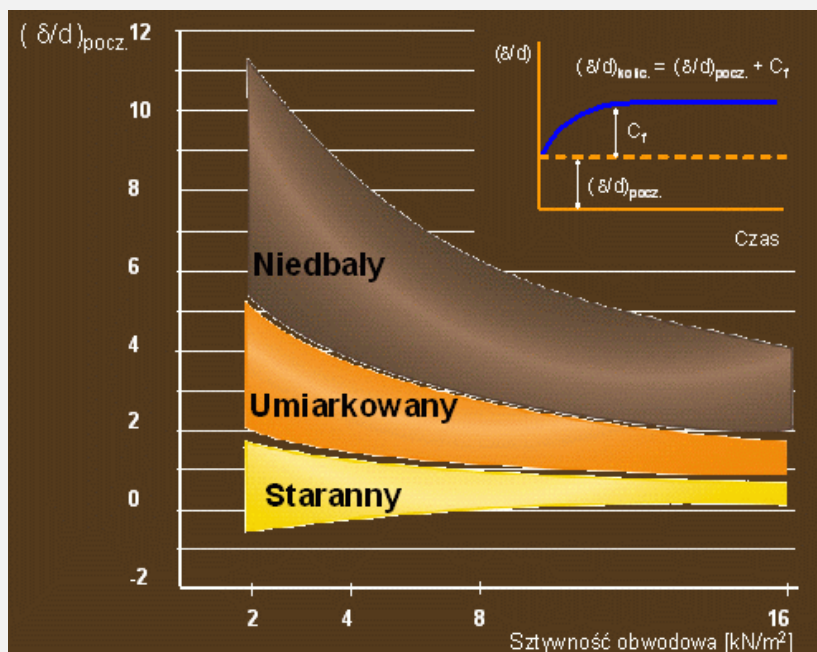 ( δ/d)pocz.
12
10
8
6
4
2
0
-2
Niedbały
Umiarkowany
Staranny
2 4 8 16
Sztywność obwodowa [kN/m²]
(δ/d)
(δ/d)końc. = (δ/d)pocz. + Cf
Cf
(δ/d)pocz.
Czas